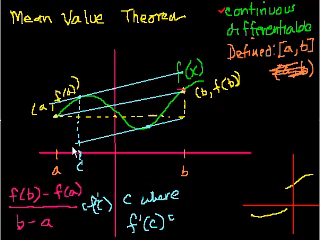 Mean Value Theorem
✓continuous
differentiable
Defined: [a, b]
f(b)
f(x)
(b, f(b))
a
c
b
f(b) - f(a)
b - a
= f'(c)
c where
f'(c) =